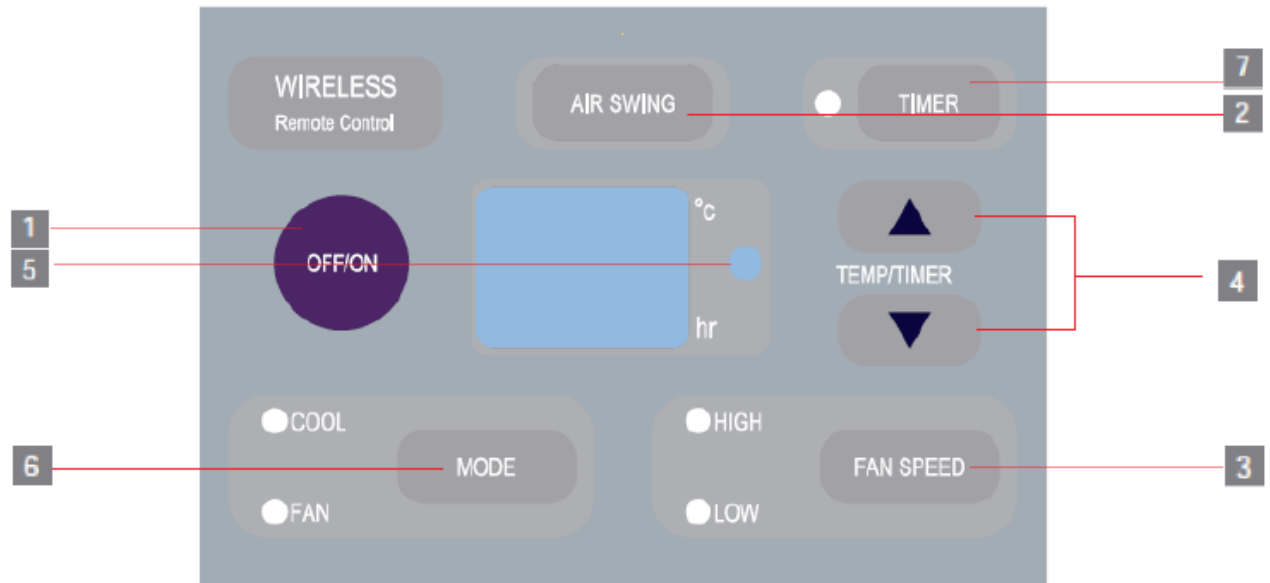 WIRELESS
Remote Control
AIR SWING
TIMER
7
2
1
5
OFF/ON
°c
hr
TEMP/TIMER
4
COOL
MODE
FAN
6
HIGH
FAN SPEED
LOW
3